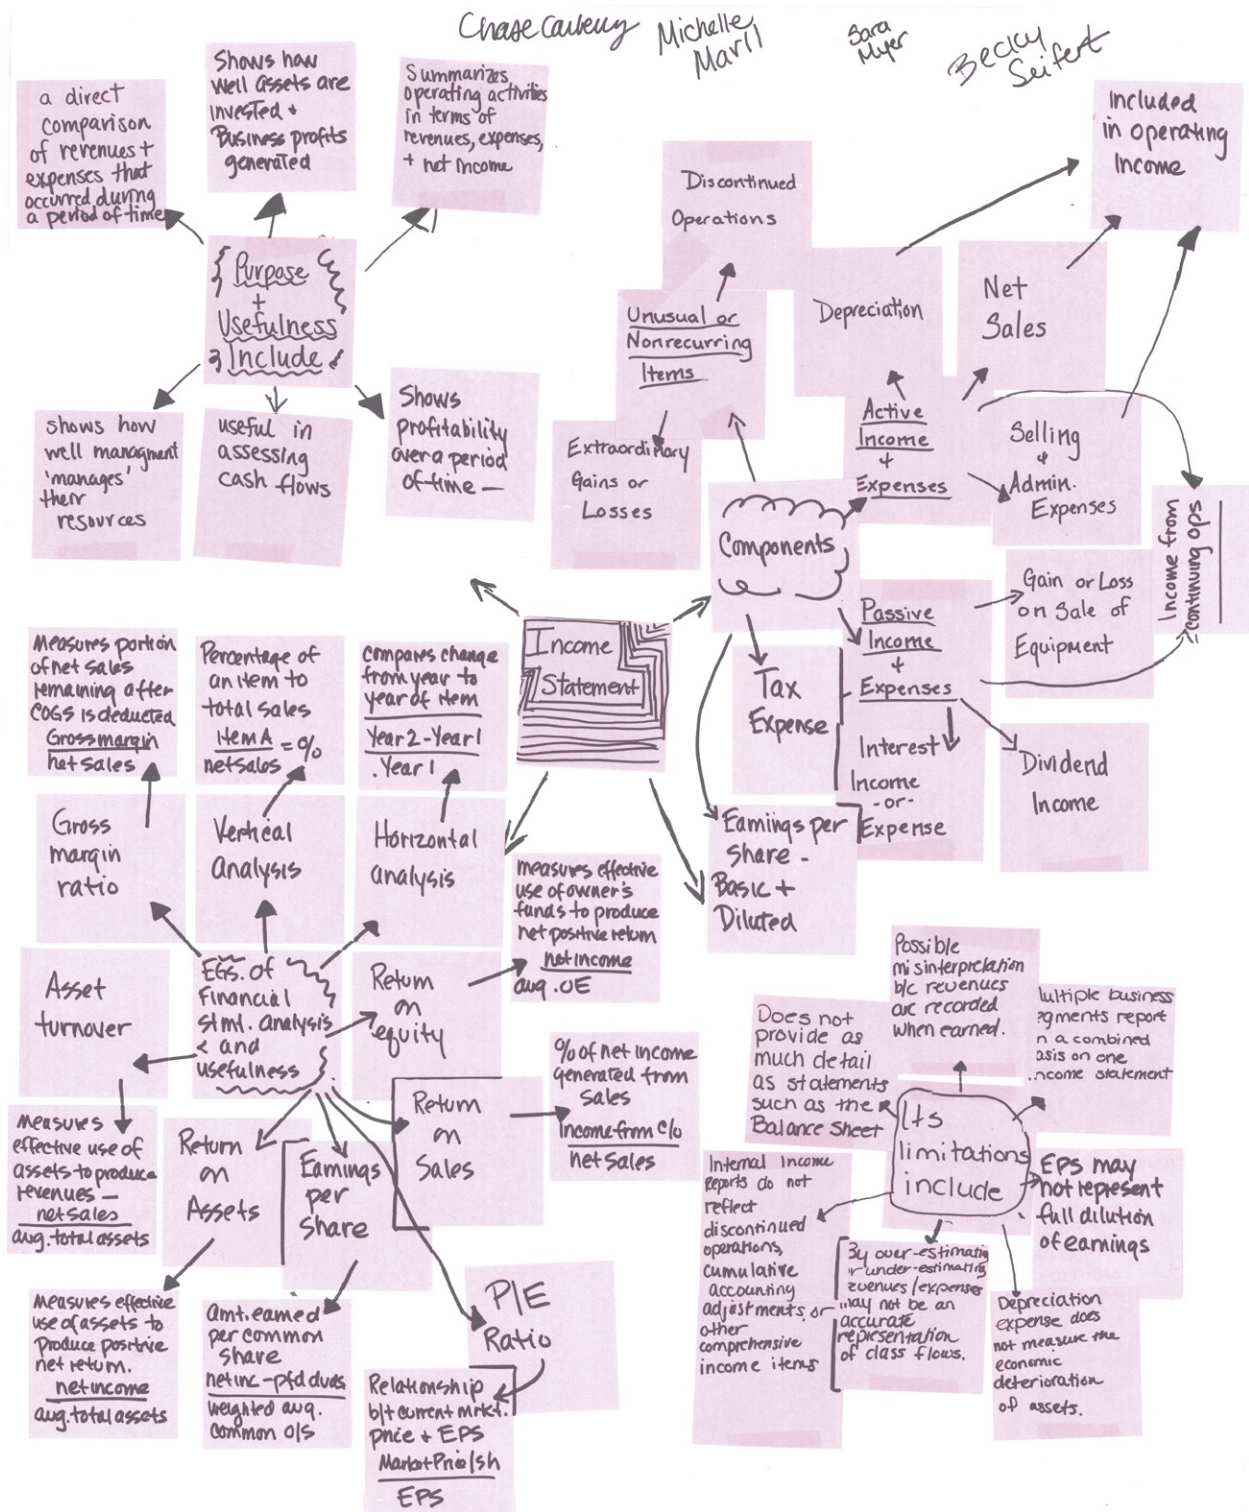 Michelle
Sara
Myer
Becky
Seifert
a direct
comparison
of revenues +
expenses that
occurred during
a period of time
Shows how
well assets are
invested +
Business profits
generated
Summarizes
operating activities
in terms of
revenues, expenses,
+ net income
Purpose
+
Usefulness
Include
shows how
well managment
'manages'
their
resources
useful in
assessing
cash flows
Shows
profitability
over a period
of time —
Discontinued
Operations
Unusual or
Nonrecurring
Items
Extraordinary
Gains or
Losses
Components
Depreciation
Net
Sales
Included
in operating
Income
Active
Income
+
Expenses
Selling
+
Admin.
Expenses
Income from
continuing ops
Passive
Income
+
Expenses
Gain or Loss
on Sale of
Equipment
Interest
Income
-or-
Expense
Dividend
Income
Tax
Expense
Earnings per
Share -
Basic +
Diluted
Income
Statement
Measures portion
of net sales
remaining after
COGS is deducted
Gross margin
net sales
Percentage of
an item to
total sales
Item A = %
net sales
compares change
from year to
year of item
Year 2 - Year 1
Year 1
Gross
margin
ratio
Vertical
Analysis
Horizontal
analysis
EGS. of
Financial
stmt. analysis
and
usefulness
Asset
turnover
Measures
effective use of
assets to produce
revenues —
net sales
avg. total assets
Return
on
equity
measures effective
use of owner's
funds to produce
net positive return
net income
avg. OE
Return
on
Sales
% of net income
generated from
sales
Income from c/o
net sales
Return
on
Assets
Measures effective
use of assets to
produce positive
net return.
net income
avg. total assets
Earnings
per
share
amt. earned
per common
share
net inc - pfd divds
weighted avg.
common o/s
P/E
Ratio
Relationship
b/t current mrkt.
price + EPS
Market Price/sh
EPS
Its
limitations
include
Does not
provide as
much detail
as statements
such as the
Balance Sheet
Possible
misinterpretation
b/c revenues
are recorded
when earned.
ultiple business
egments report
n a combined
asis on one
ncome statement
EPS may
not represent
full dilution
of earnings
Internal Income
Reports do not
reflect
discontinued
operations,
cumulative
accounting
adjustments, or
other
comprehensive
income items
By over-estimatin
r under-estimating
evenues/expenses
may not be an
accurate
representation
of class flows.
Depreciation
expense does
not measure the
economic
deterioration
of assets.